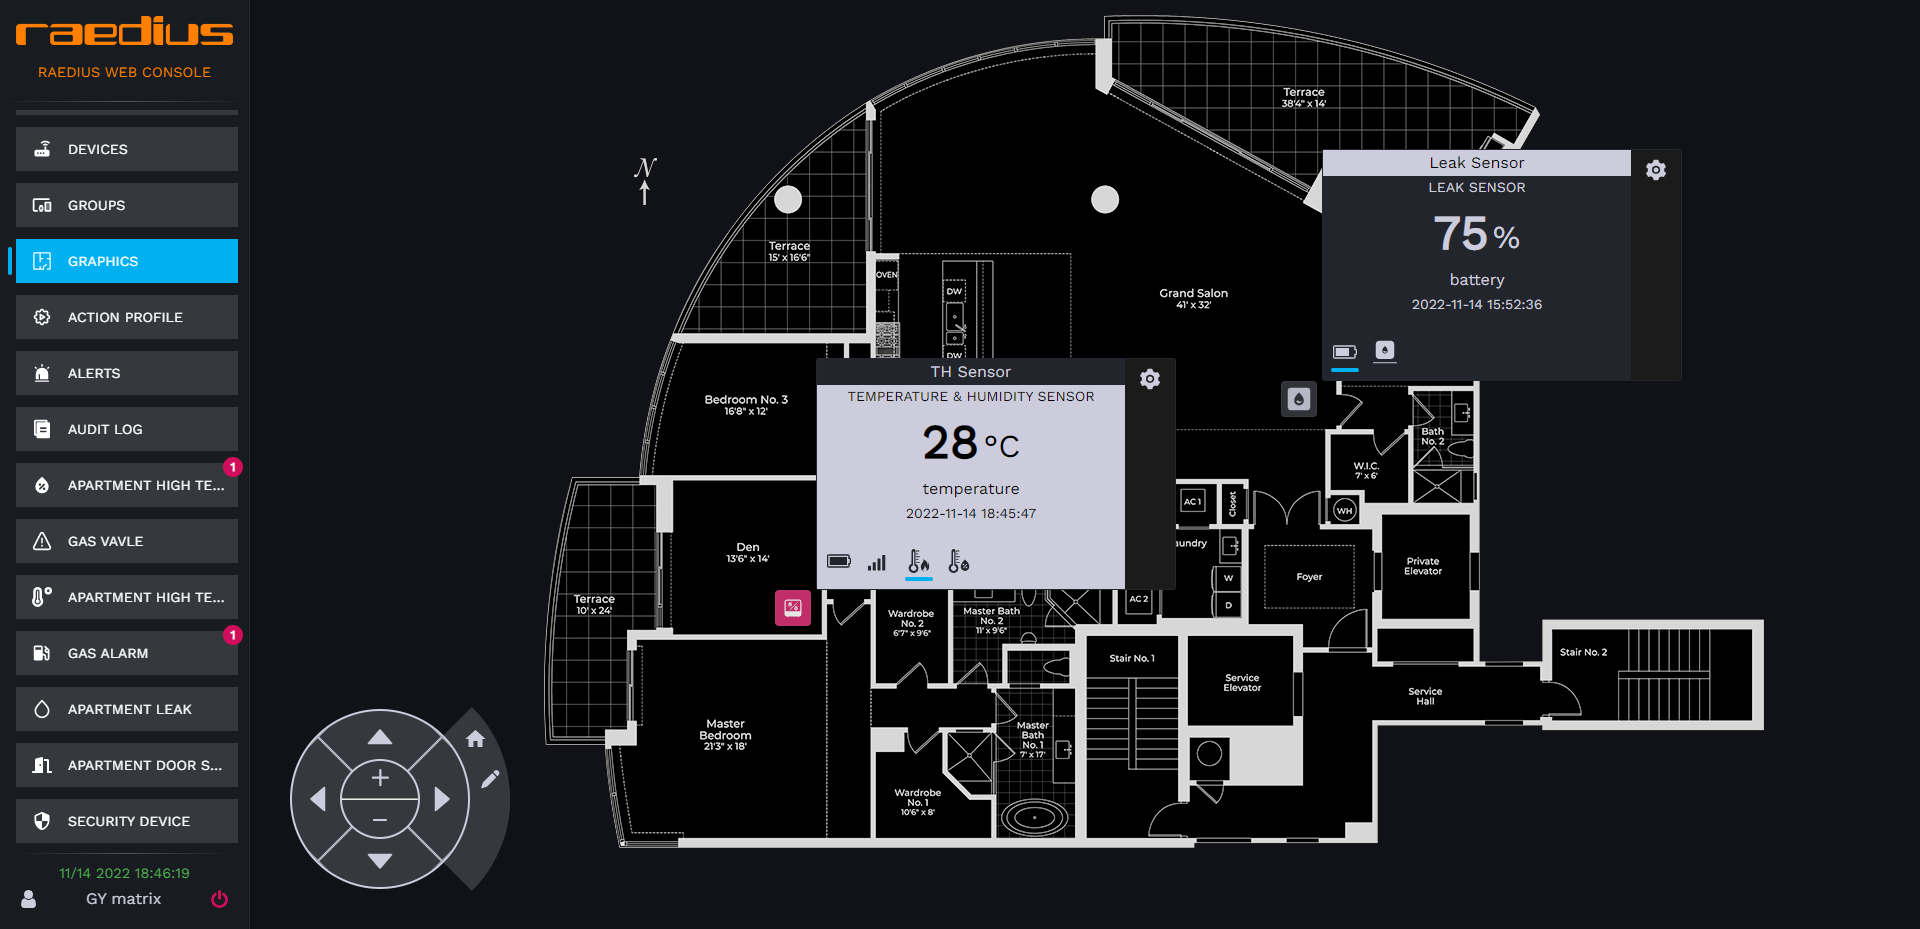 raedius
RAEDIUS WEB CONSOLE
DEVICES
GROUPS
GRAPHICS
ACTION PROFILE
ALERTS
AUDIT LOG
1
APARTMENT HIGH TE...
GAS VAVLE
APARTMENT HIGH TE...
1
GAS ALARM
APARTMENT LEAK
APARTMENT DOOR S...
SECURITY DEVICE
11/14 2022 18:46:19
GY matrix
N
Terrace
38'4" x 14'
Terrace
15' x 16'6"
OVEN
DW
DW
Grand Salon
41' x 32'
Leak Sensor
LEAK SENSOR
75 %
battery
2022-11-14 15:52:36
TH Sensor
TEMPERATURE & HUMIDITY SENSOR
28 °C
temperature
2022-11-14 18:45:47
Bedroom No. 3
16'8" x 12'
Bath
No. 2
W.I.C.
7' x 6'
AC 1
Closet
WH
aundry
W
D
AC 2
Foyer
Private
Elevator
Den
13'6" x 14'
Terrace
10' x 24'
Wardrobe
No. 2
6'7" x 9'6"
Master Bath
No. 2
11' x 9'6"
Stair No. 1
Service
Elevator
Service
Hall
Stair No. 2
Master
Bedroom
21'3" x 18'
Master
Bath
No. 1
7' x 17'
Wardrobe
No. 1
10'6" x 8'